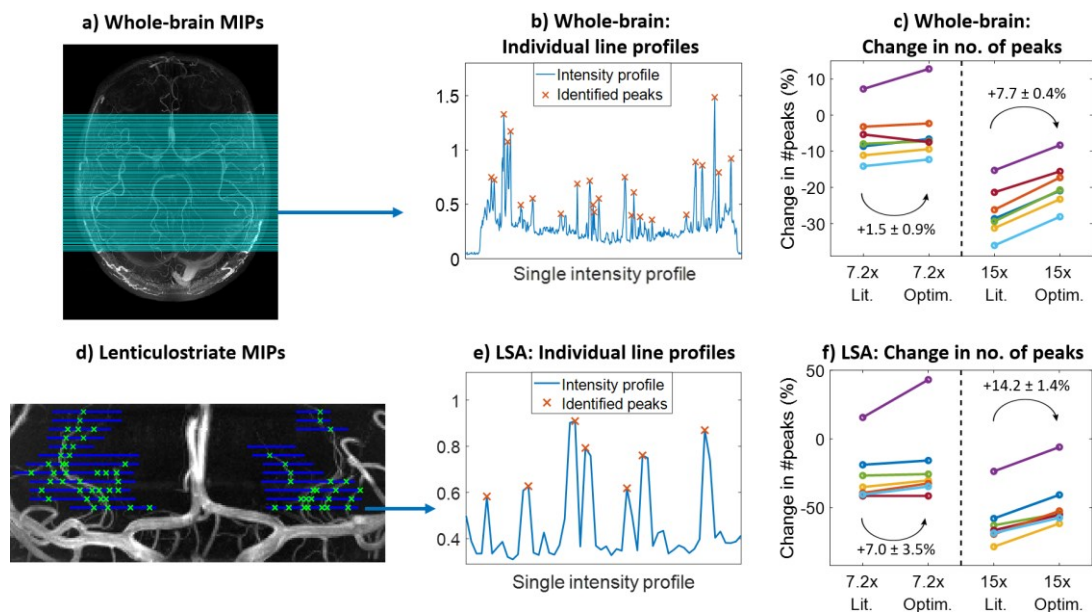 a) Whole-brain MIPs
b) Whole-brain:
Individual line profiles
Intensity profile
Identified peaks
1.5
1
0.5
0
Single intensity profile
c) Whole-brain:
Change in no. of peaks
Change in #peaks (%)
10
0
-10
-20
-30
+7.7 ± 0.4%
+1.5 ± 0.9%
7.2x 7.2x 15x 15x
Lit. Optim. Lit. Optim.
d) Lenticulostriate MIPs
e) LSA: Individual line profiles
Intensity profile
Identified peaks
1
0.8
0.6
0.4
Single intensity profile
f) LSA: Change in no. of peaks
Change in #peaks (%)
50
0
-50
+14.2 ± 1.4%
+7.0 ± 3.5%
7.2x 7.2x 15x 15x
Lit. Optim. Lit. Optim.